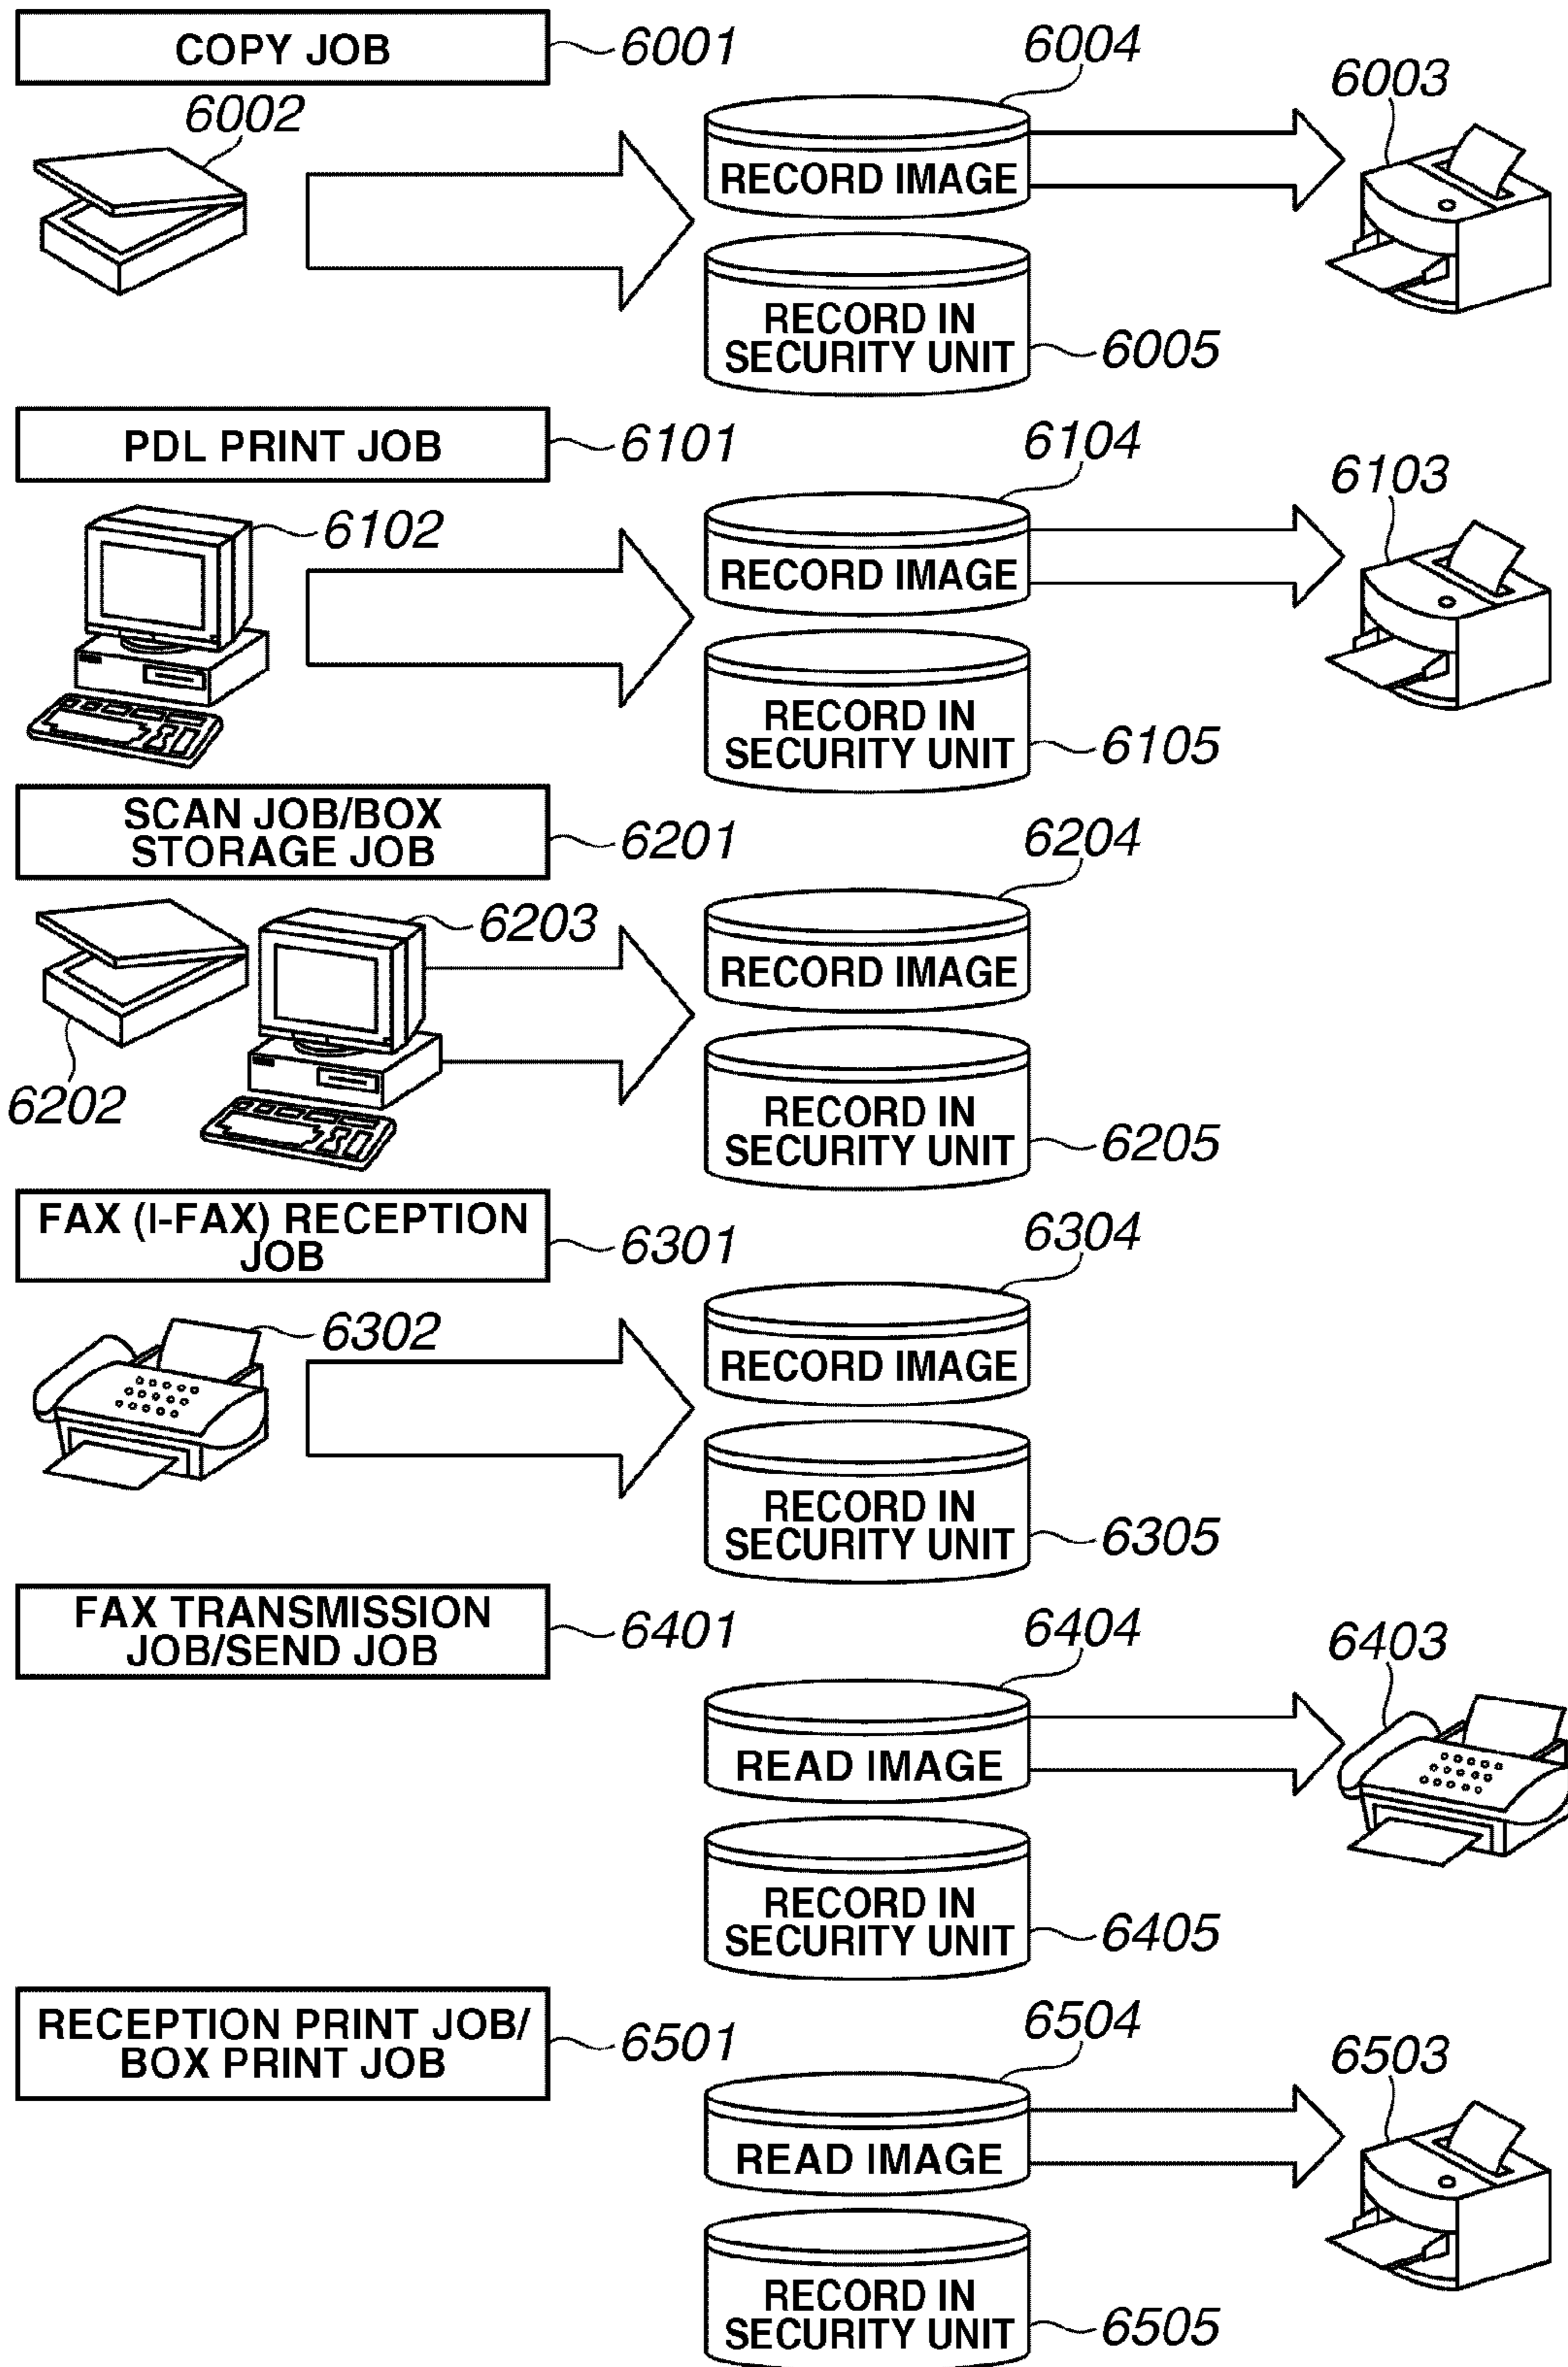 COPY JOB
6001
6004
6003
6002
RECORD IMAGE
RECORD IN
SECURITY UNIT
6005
PDL PRINT JOB
6101
6104
6103
6102
RECORD IMAGE
RECORD IN
SECURITY UNIT
6105
SCAN JOB/BOX
STORAGE JOB
6201
6204
6203
RECORD IMAGE
6202
RECORD IN
SECURITY UNIT
6205
FAX (I-FAX) RECEPTION
JOB
6301
6304
6302
RECORD IMAGE
RECORD IN
SECURITY UNIT
6305
FAX TRANSMISSION
JOB/SEND JOB
6401
6404
6403
READ IMAGE
RECORD IN
SECURITY UNIT
6405
RECEPTION PRINT JOB/
BOX PRINT JOB
6501
6504
6503
READ IMAGE
RECORD IN
SECURITY UNIT
6505